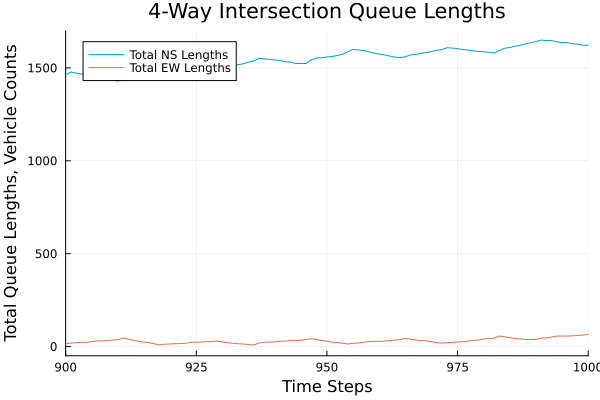 4-Way Intersection Queue Lengths
Total Queue Lengths, Vehicle Counts
Total NS Lengths
Total EW Lengths
1500
1000
500
0
900
925
950
975
1000
Time Steps